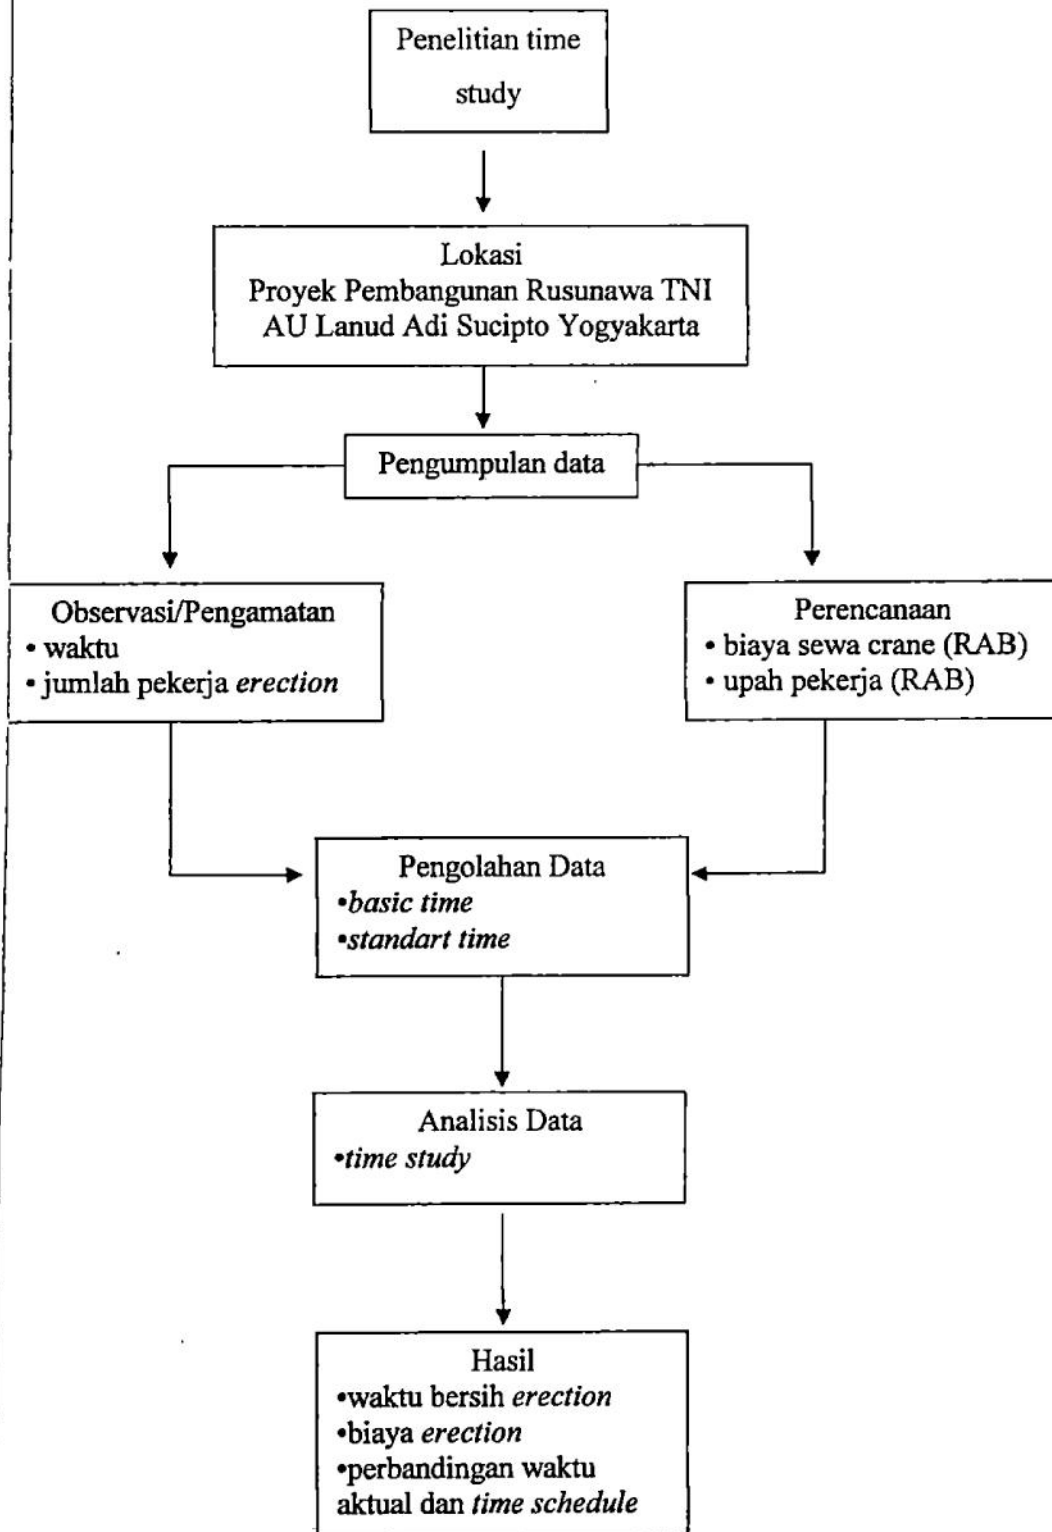 Penelitian time
study
Lokasi
Proyek Pembangunan Rusunawa TNI
AU Lanud Adi Sucipto Yogyakarta
Pengumpulan data
Observasi/Pengamatan
• waktu
• jumlah pekerja erection
Perencanaan
• biaya sewa crane (RAB)
• upah pekerja (RAB)
Pengolahan Data
•basic time
•standart time
Analisis Data
•time study
Hasil
•waktu bersih erection
•biaya erection
•perbandingan waktu
aktual dan time schedule